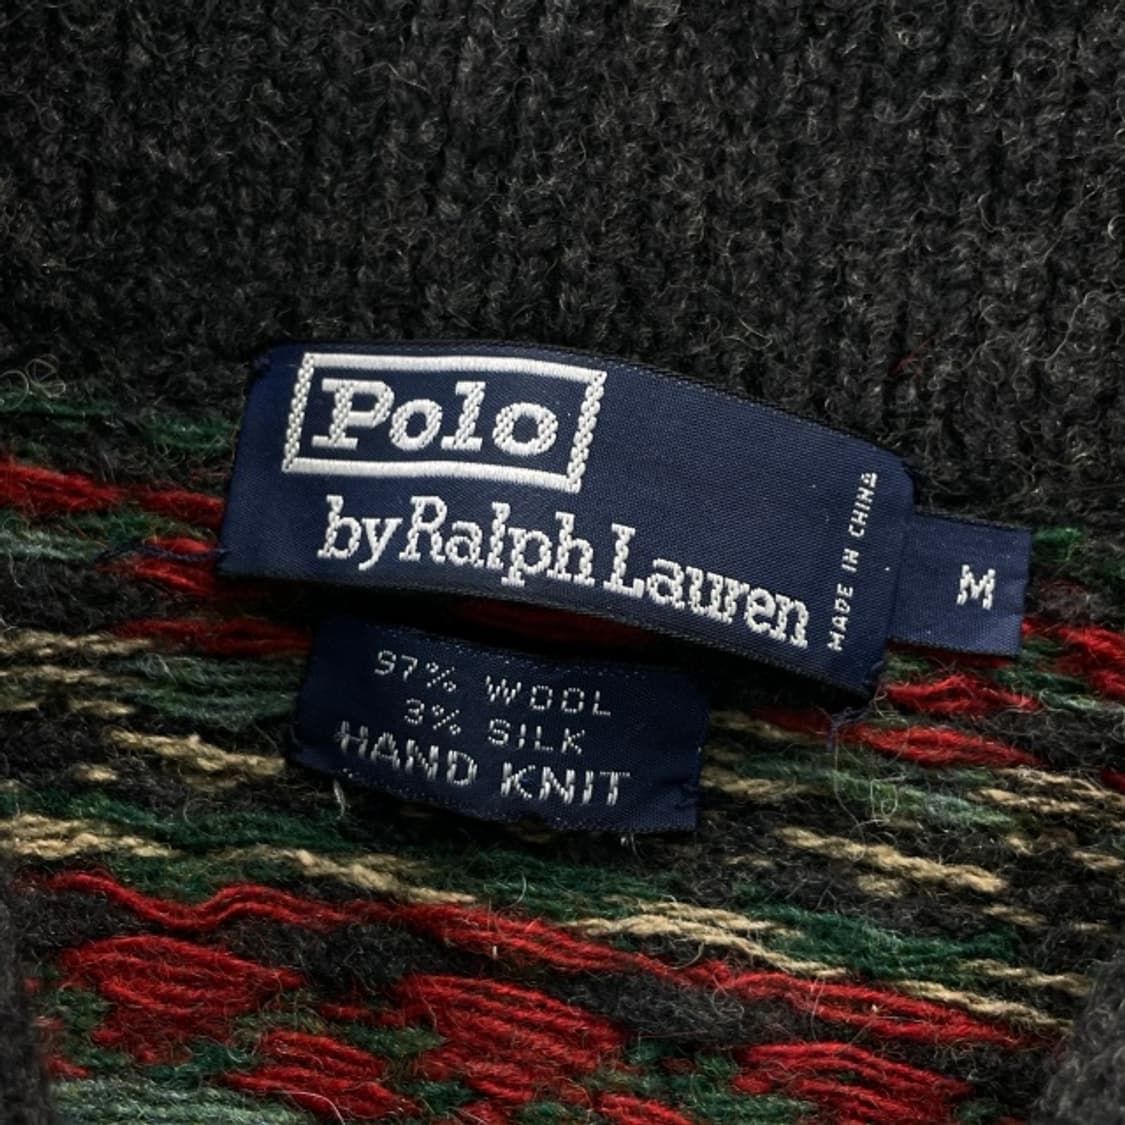 Polo
by Ralph Lauren
MADE IN CHINA
M
97% WOOL
3% SILK
HAND KNIT